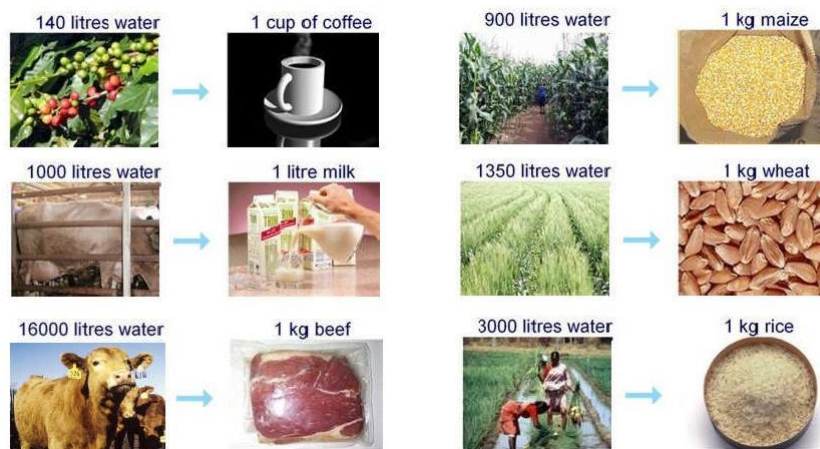 140 litres water
1 cup of coffee
900 litres water
1 kg maize
1000 litres water
1 litre milk
1350 litres water
1 kg wheat
16000 litres water
1 kg beef
3000 litres water
1 kg rice
TRIM